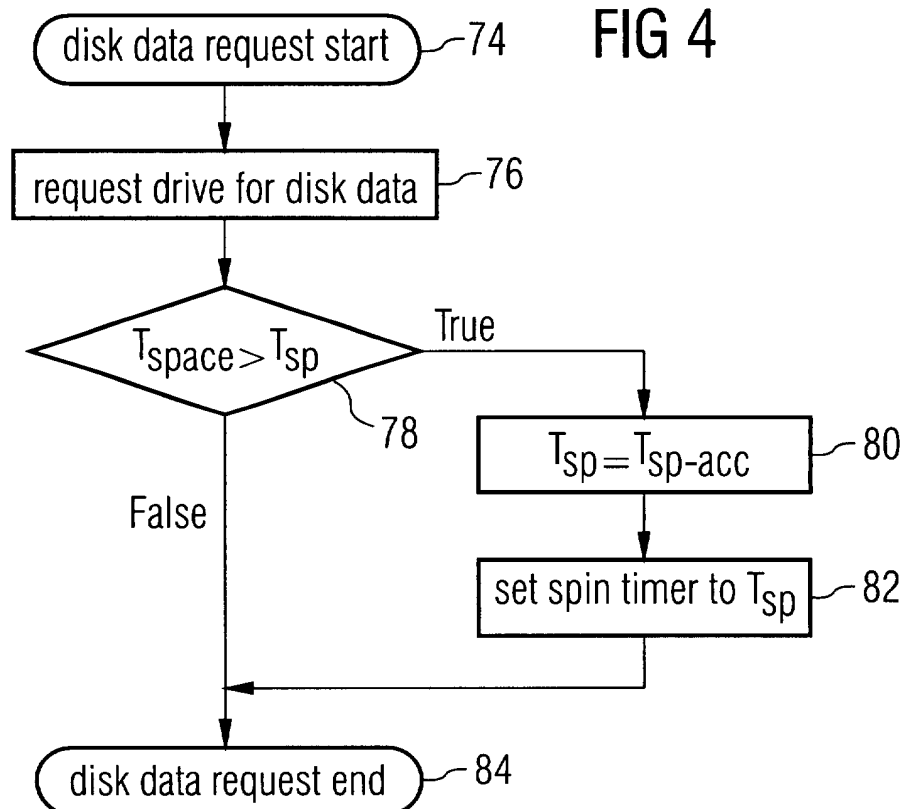 disk data request start
74
FIG 4
request drive for disk data
76
Tspace > Tsp
True
78
Tsp = Tsp-acc
80
False
set spin timer to Tsp
82
disk data request end
84